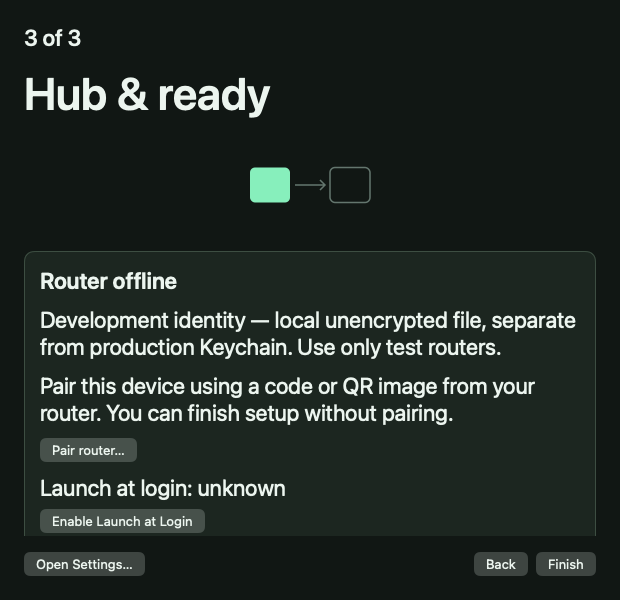 3 of 3
Hub & ready
Router offline
Development identity — local unencrypted file, separate
from production Keychain. Use only test routers.
Pair this device using a code or QR image from your
router. You can finish setup without pairing.
Pair router...
Launch at login: unknown
Enable Launch at Login
Open Settings...
Back
Finish